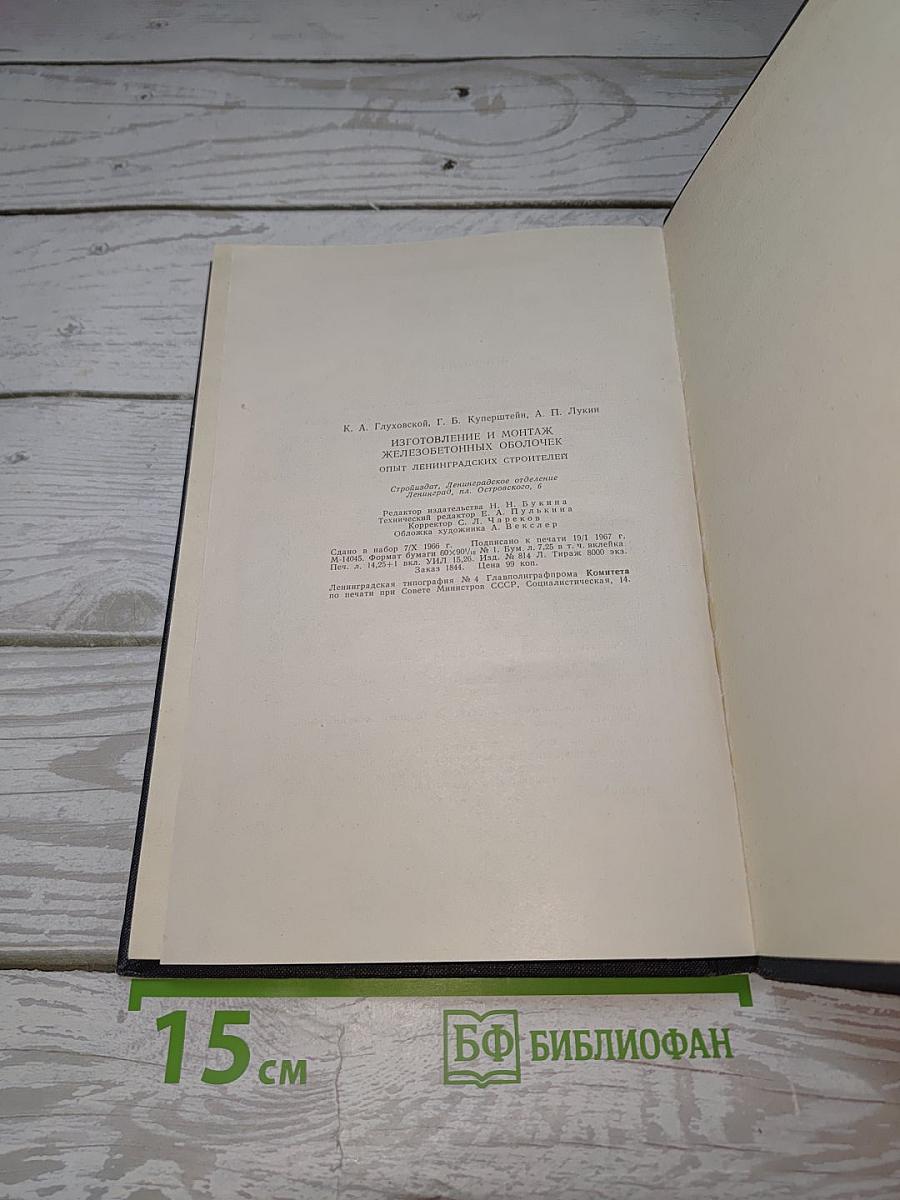 К. А. Глуховской, Г. Б. Куперштейн, А. П. Лукин
ИЗГОТОВЛЕНИЕ И МОНТАЖ
ЖЕЛЕЗОБЕТОННЫХ ОБОЛОЧЕК
ОПЫТ ЛЕНИНГРАДСКИХ СТРОИТЕЛЕЙ
Стройиздат, Ленинградское отделение
Ленинград, пл. Островского, 6
Редактор издательства Н. Н. Букина
Технический редактор Е. А. Пулькина
Корректор С. Л. Чареков
Обложка художника А. Векслер
Сдано в набор 7/X 1966 г. Подписано к печати 19/I 1967 г.
М-14045. Формат бумаги 60×90¹/₁₆ № 1. Бум. л. 7,25 в т. ч. вклейка
Печ. л. 14,25+1 вкл. УИЛ 15,26. Изд. № 814 Л. Тираж 8000 экз.
Заказ 1844. Цена 99 коп.
Ленинградская типография № 4 Главполиграфпрома Комитета
по печати при Совете Министров СССР, Социалистическая, 14.
15 см
БФ БИБЛИОФАН